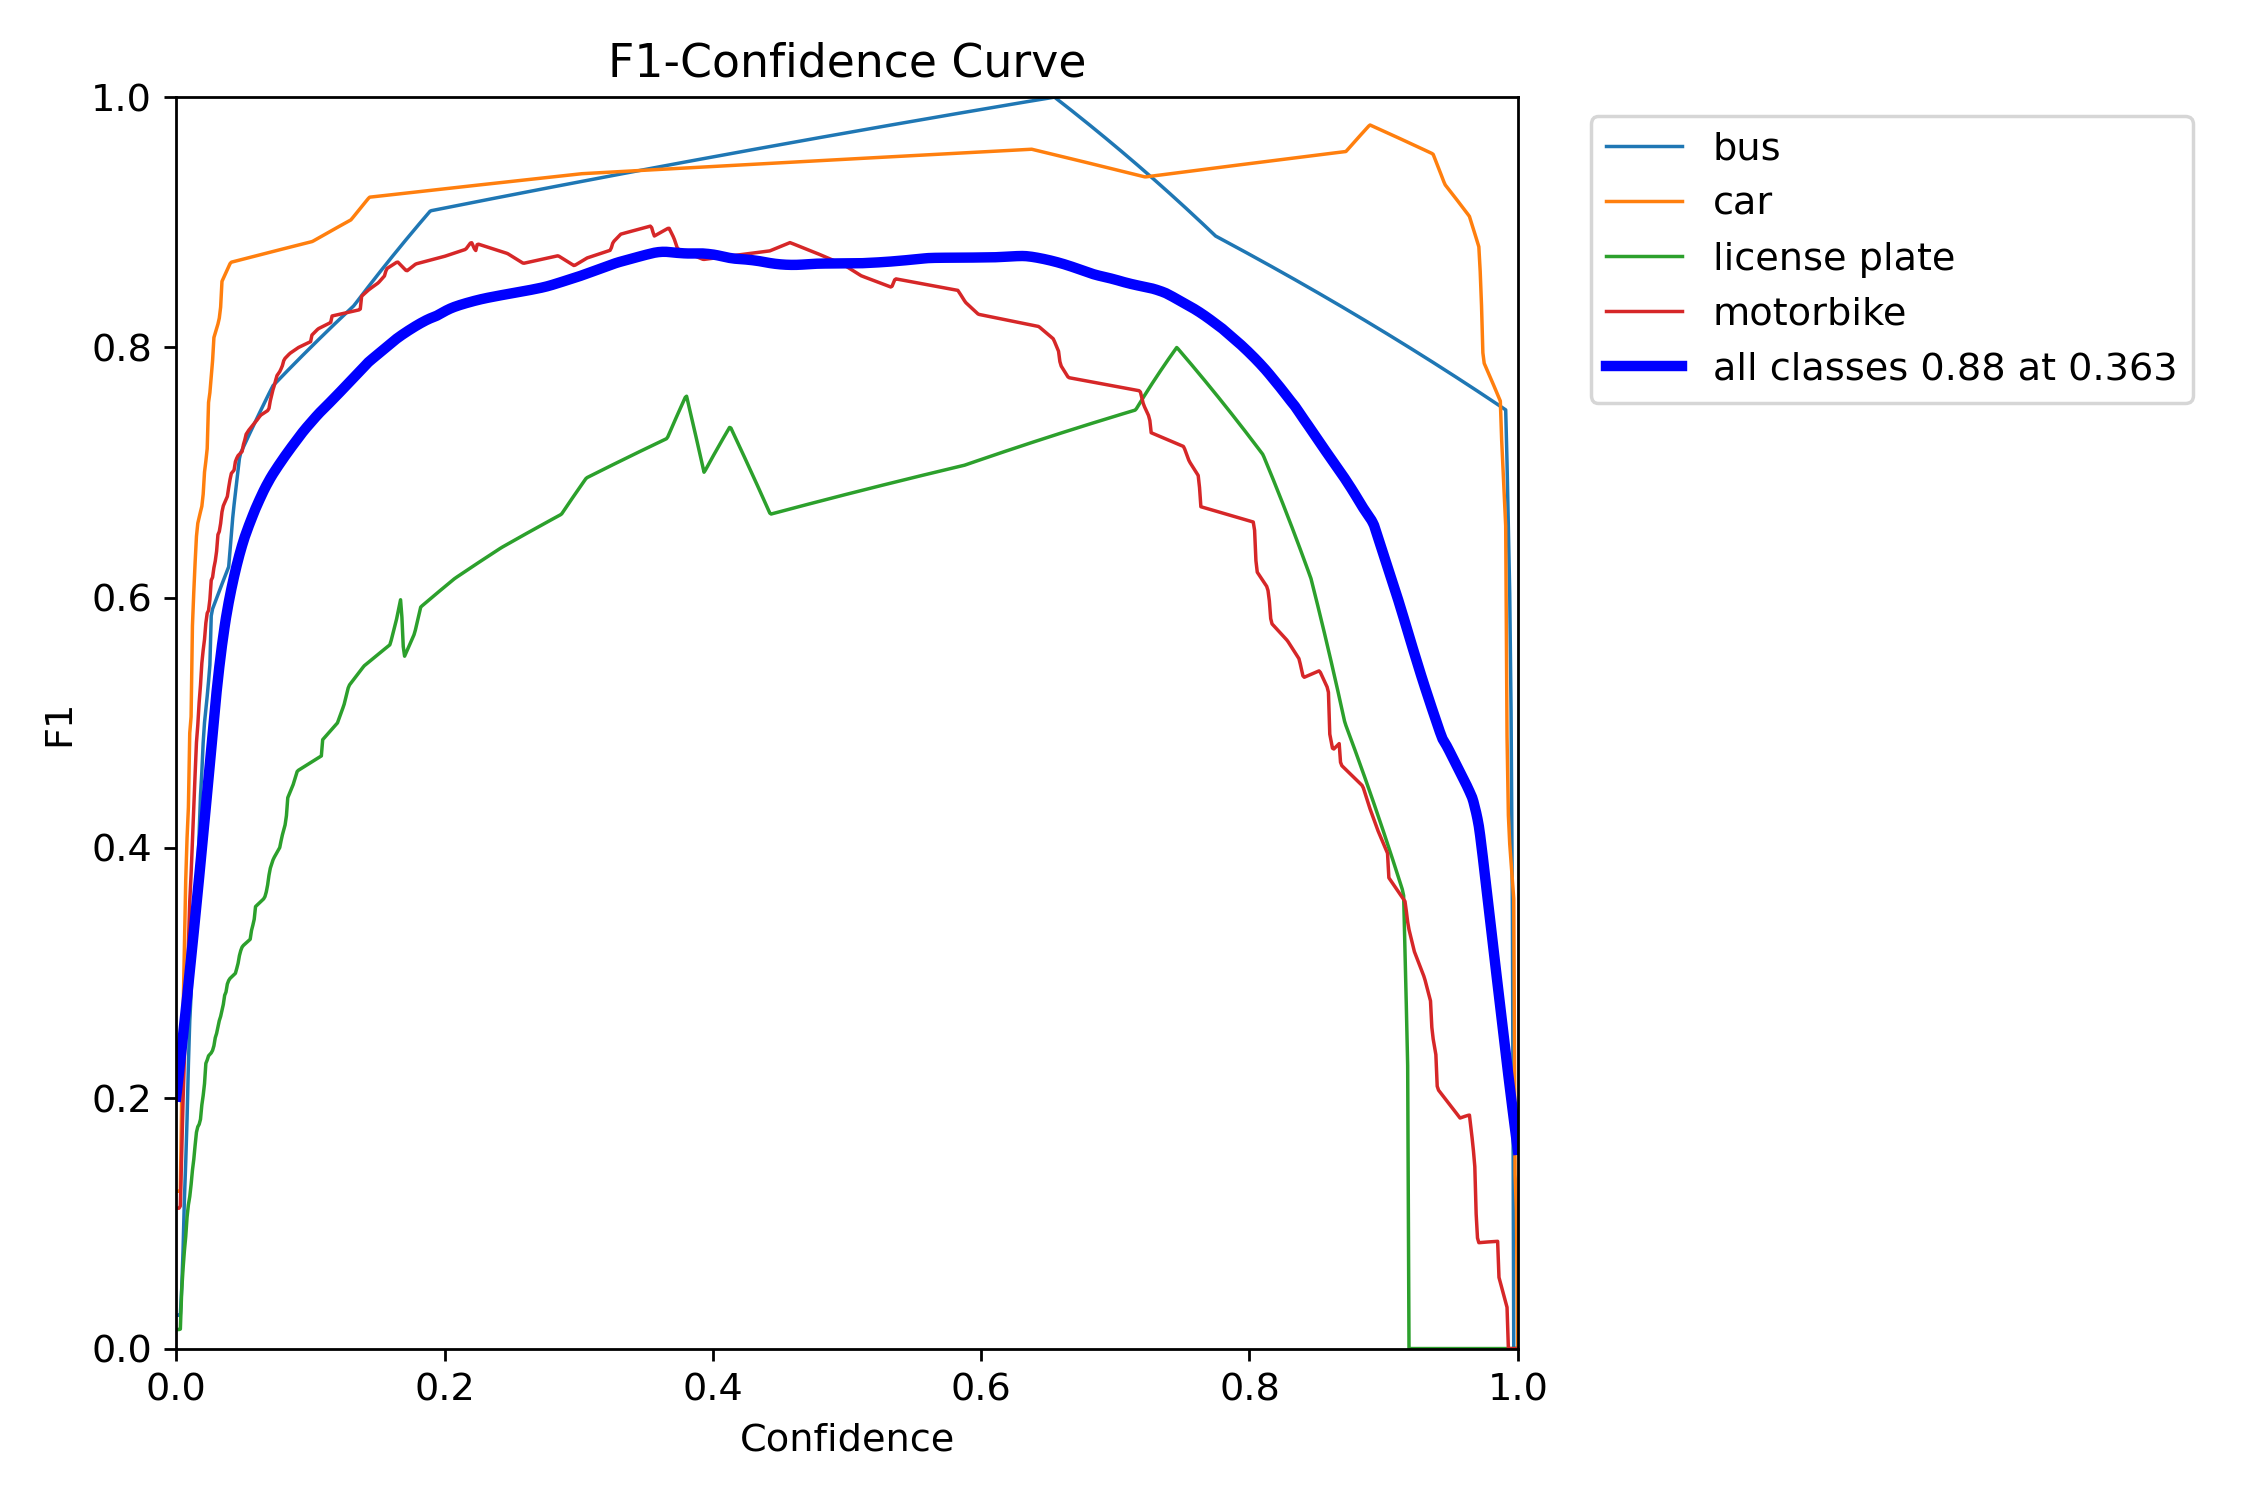 F1-Confidence Curve
1.0
0.8
0.6
0.4
0.2
0.0
F1
0.0 0.2 0.4 0.6 0.8 1.0
Confidence
bus
car
license plate
motorbike
all classes 0.88 at 0.363